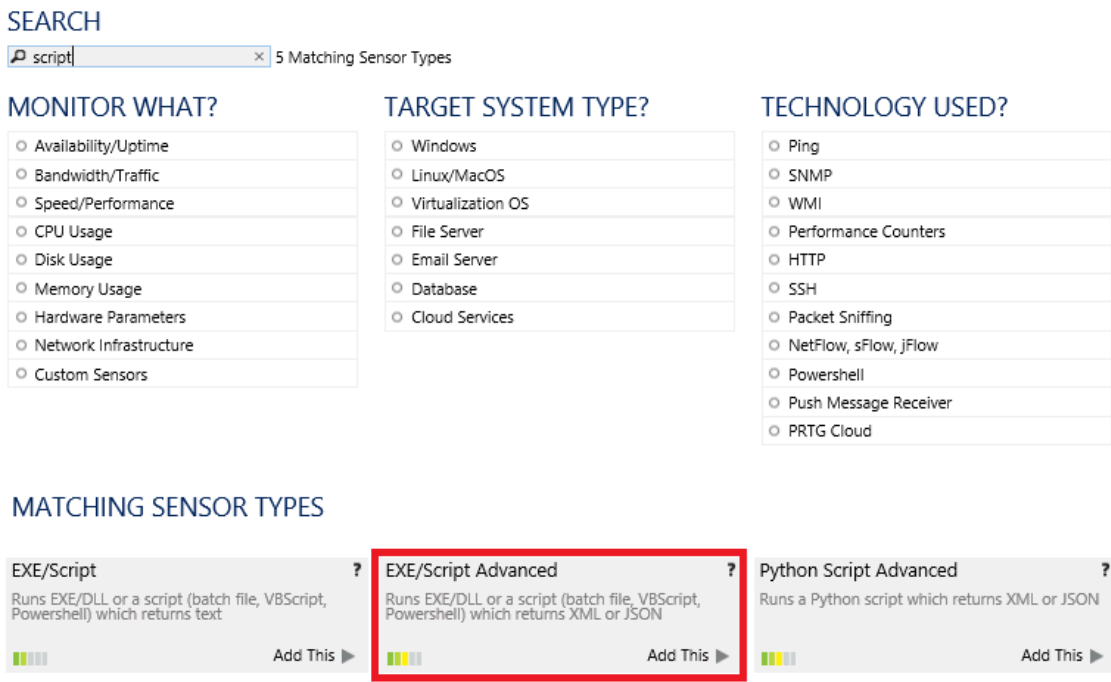 SEARCH
script × 5 Matching Sensor Types
MONITOR WHAT?
Availability/Uptime
Bandwidth/Traffic
Speed/Performance
CPU Usage
Disk Usage
Memory Usage
Hardware Parameters
Network Infrastructure
Custom Sensors
TARGET SYSTEM TYPE?
Windows
Linux/MacOS
Virtualization OS
File Server
Email Server
Database
Cloud Services
TECHNOLOGY USED?
Ping
SNMP
WMI
Performance Counters
HTTP
SSH
Packet Sniffing
NetFlow, sFlow, jFlow
Powershell
Push Message Receiver
PRTG Cloud
MATCHING SENSOR TYPES
EXE/Script ?
Runs EXE/DLL or a script (batch file, VBScript,
Powershell) which returns text
Add This
EXE/Script Advanced ?
Runs EXE/DLL or a script (batch file, VBScript,
Powershell) which returns XML or JSON
Add This
Python Script Advanced ?
Runs a Python script which returns XML or JSON
Add This